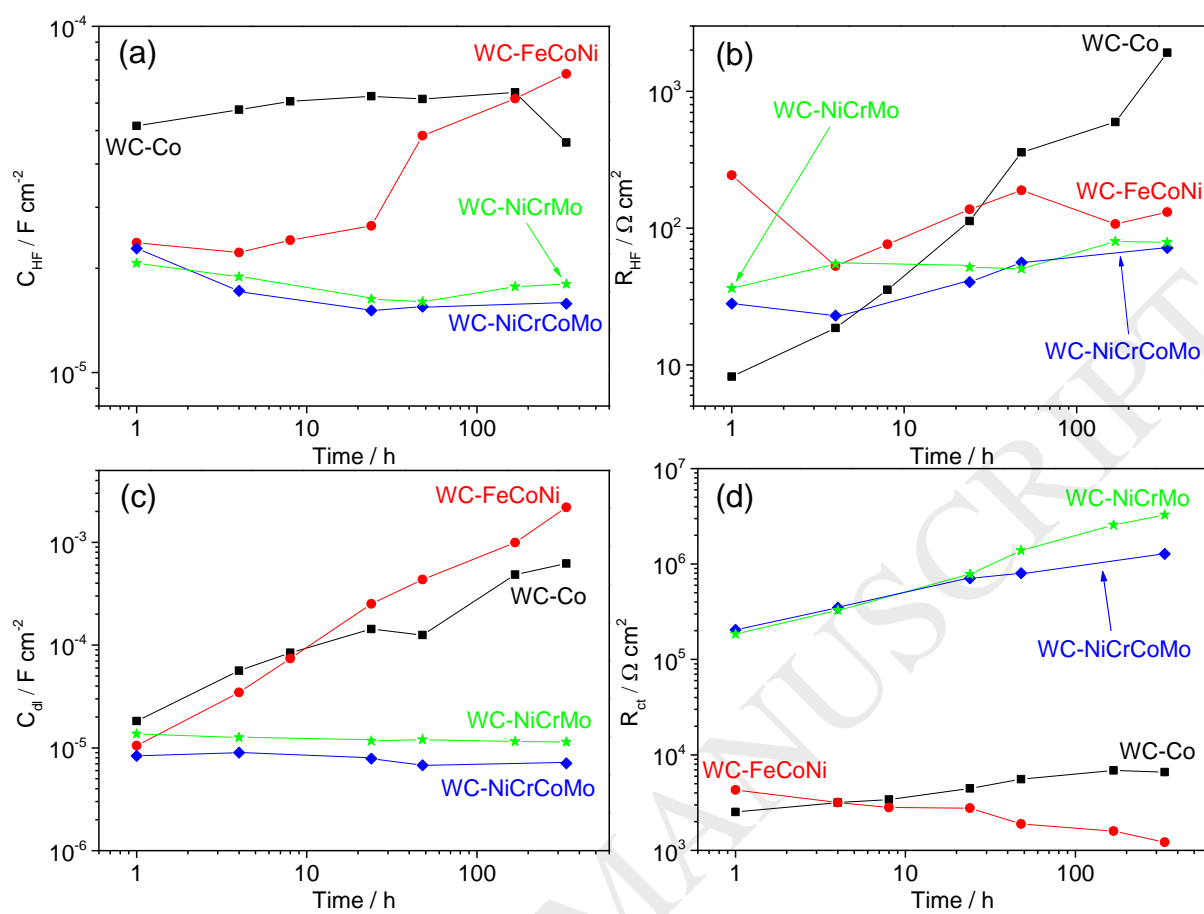 (a)
WC-FeCoNi
WC-Co
WC-NiCrMo
WC-NiCrCoMo
C_HF / F cm^-2
10^-4
10^-5
1
10
100
Time / h
(b)
WC-Co
WC-NiCrMo
WC-FeCoNi
WC-NiCrCoMo
R_HF / Ω cm^2
10^3
10^2
10
1
10
100
Time / h
(c)
WC-FeCoNi
WC-Co
WC-NiCrMo
WC-NiCrCoMo
C_dl / F cm^-2
10^-3
10^-4
10^-5
10^-6
1
10
100
Time / h
(d)
WC-NiCrMo
WC-NiCrCoMo
WC-FeCoNi
WC-Co
R_ct / Ω cm^2
10^7
10^6
10^5
10^4
10^3
1
10
100
Time / h
MANUSCRIPT